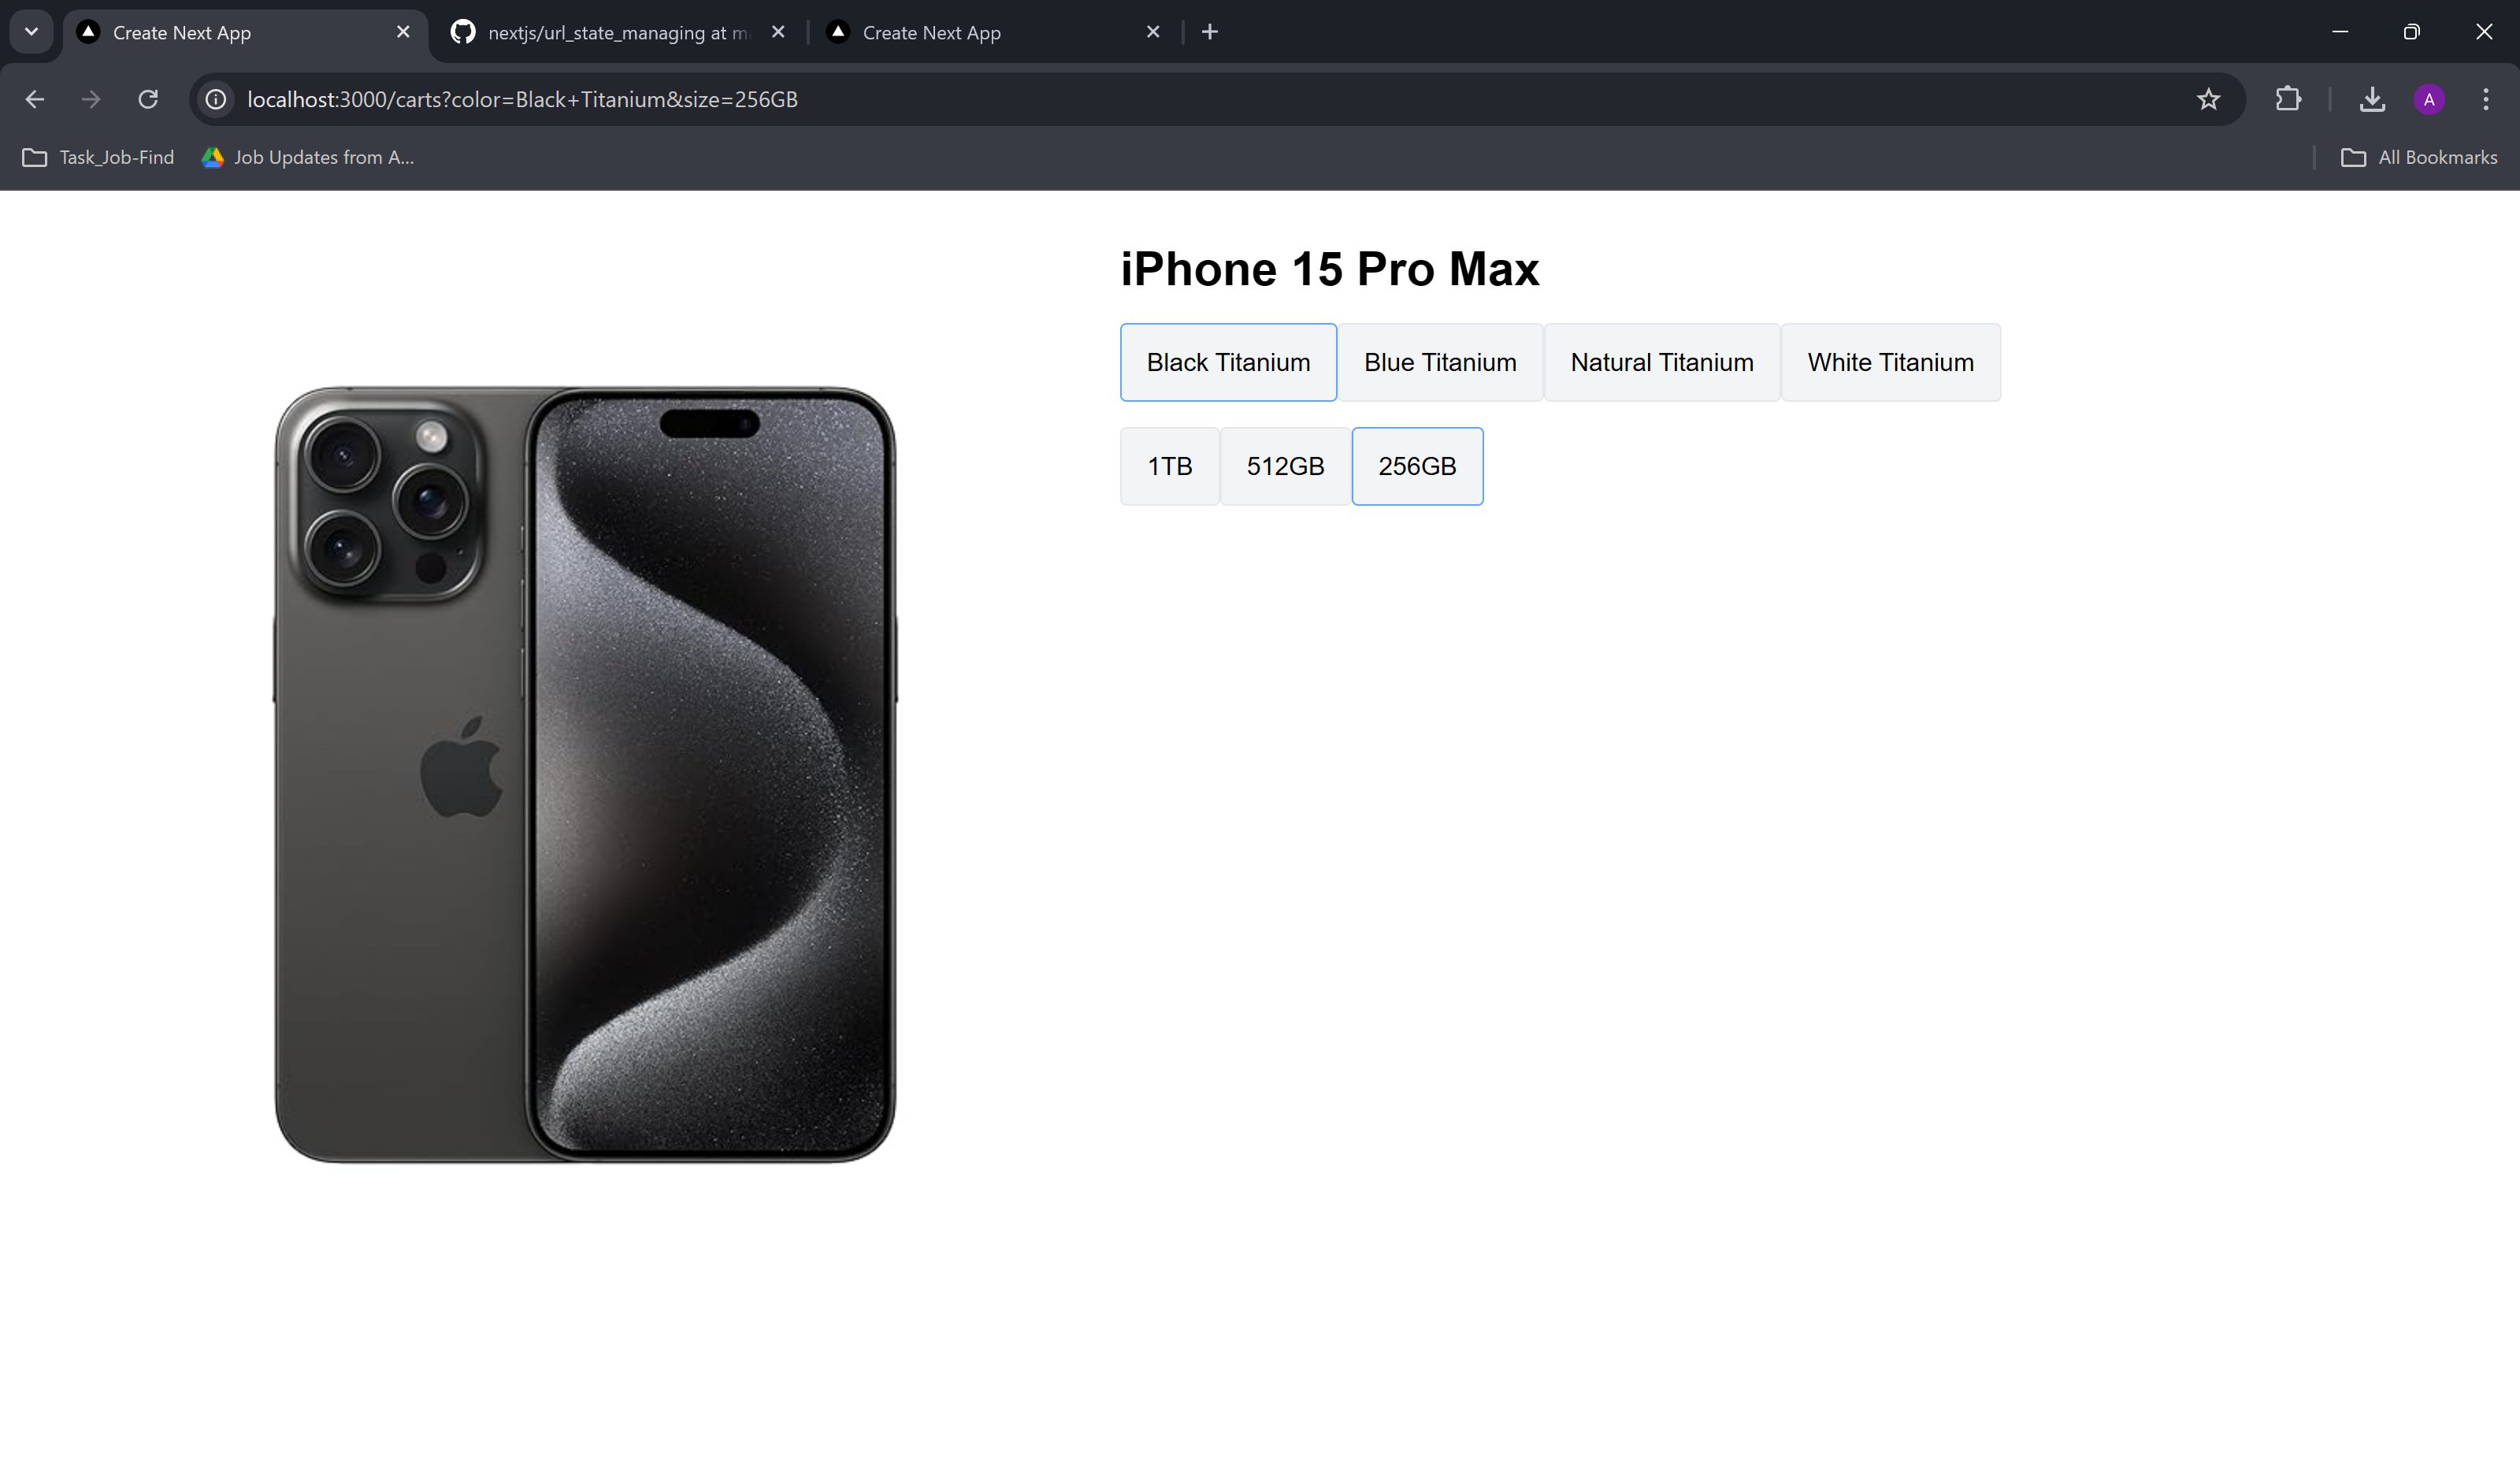 Create Next App
nextjs/url_state_managing at
Create Next App
localhost:3000/carts?color=Black+Titanium&size=256GB
A
Task_Job-Find
Job Updates from A...
All Bookmarks
iPhone 15 Pro Max
Black Titanium
Blue Titanium
Natural Titanium
White Titanium
1TB
512GB
256GB